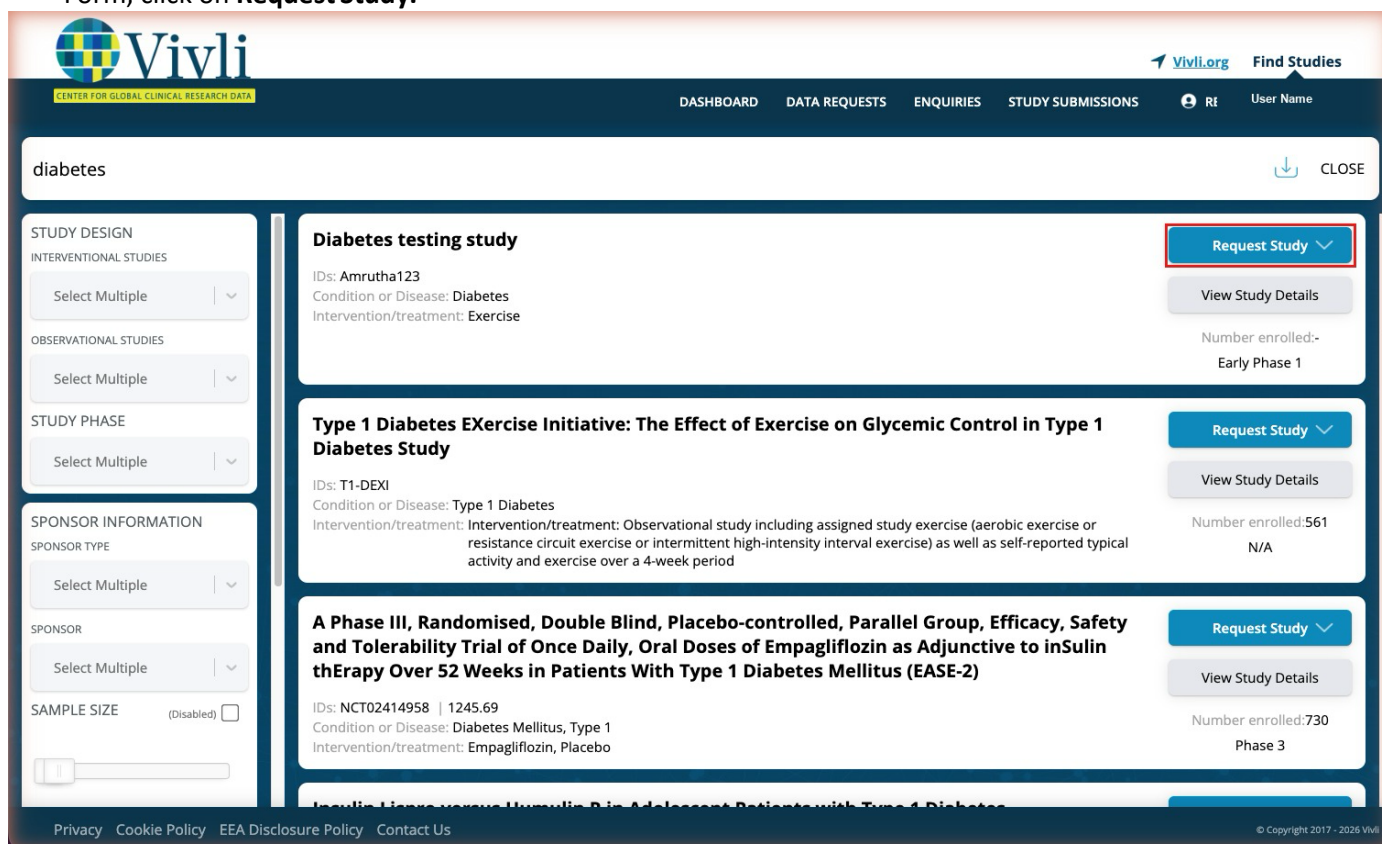 Form, click on Request Study.
Vivli
CENTER FOR GLOBAL CLINICAL RESEARCH DATA
Vivli.org Find Studies
DASHBOARD DATA REQUESTS ENQUIRIES STUDY SUBMISSIONS RE User Name
diabetes
CLOSE
STUDY DESIGN
INTERVENTIONAL STUDIES
Select Multiple
OBSERVATIONAL STUDIES
Select Multiple
STUDY PHASE
Select Multiple
SPONSOR INFORMATION
SPONSOR TYPE
Select Multiple
SPONSOR
Select Multiple
SAMPLE SIZE (Disabled)
Diabetes testing study
IDs: Amrutha123
Condition or Disease: Diabetes
Intervention/treatment: Exercise
Request Study
View Study Details
Number enrolled:-
Early Phase 1
Type 1 Diabetes EXercise Initiative: The Effect of Exercise on Glycemic Control in Type 1
Diabetes Study
IDs: T1-DEXI
Condition or Disease: Type 1 Diabetes
Intervention/treatment: Intervention/treatment: Observational study including assigned study exercise (aerobic exercise or
resistance circuit exercise or intermittent high-intensity interval exercise) as well as self-reported typical
activity and exercise over a 4-week period
Request Study
View Study Details
Number enrolled:561
N/A
A Phase III, Randomised, Double Blind, Placebo-controlled, Parallel Group, Efficacy, Safety
and Tolerability Trial of Once Daily, Oral Doses of Empagliflozin as Adjunctive to inSulin
thErapy Over 52 Weeks in Patients With Type 1 Diabetes Mellitus (EASE-2)
IDs: NCT02414958 | 1245.69
Condition or Disease: Diabetes Mellitus, Type 1
Intervention/treatment: Empagliflozin, Placebo
Request Study
View Study Details
Number enrolled:730
Phase 3
Insulin Lispro versus Humulin R in Adolescent Patients with Type 1 Diabetes
Privacy Cookie Policy EEA Disclosure Policy Contact Us
© Copyright 2017 - 2026 Vivli